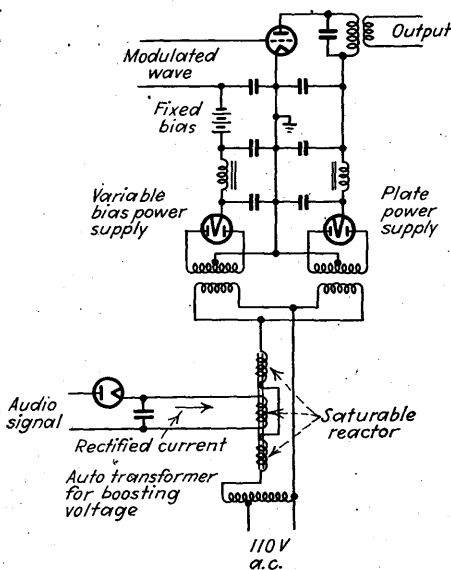 Output
Modulated
wave
Fixed
bias
Variable
bias power
supply
Plate
power
supply
Audio
signal
Rectified current
Saturable
reactor
Auto transformer
for boosting
voltage
110V
a.c.